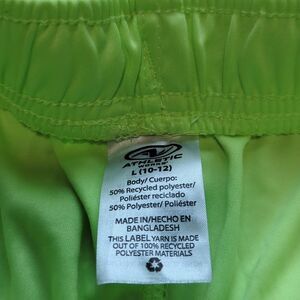 ATHLETIC
WORKS
L (10-12)
Body/ Cuerpo:
50% Recycled polyester/
Poliéster reciclado
50% Polyester/ Poliéster
MADE IN/HECHO EN
BANGLADESH
THIS LABEL YARN IS MADE
OUT OF 100% RECYCLED
POLYESTER MATERIALS